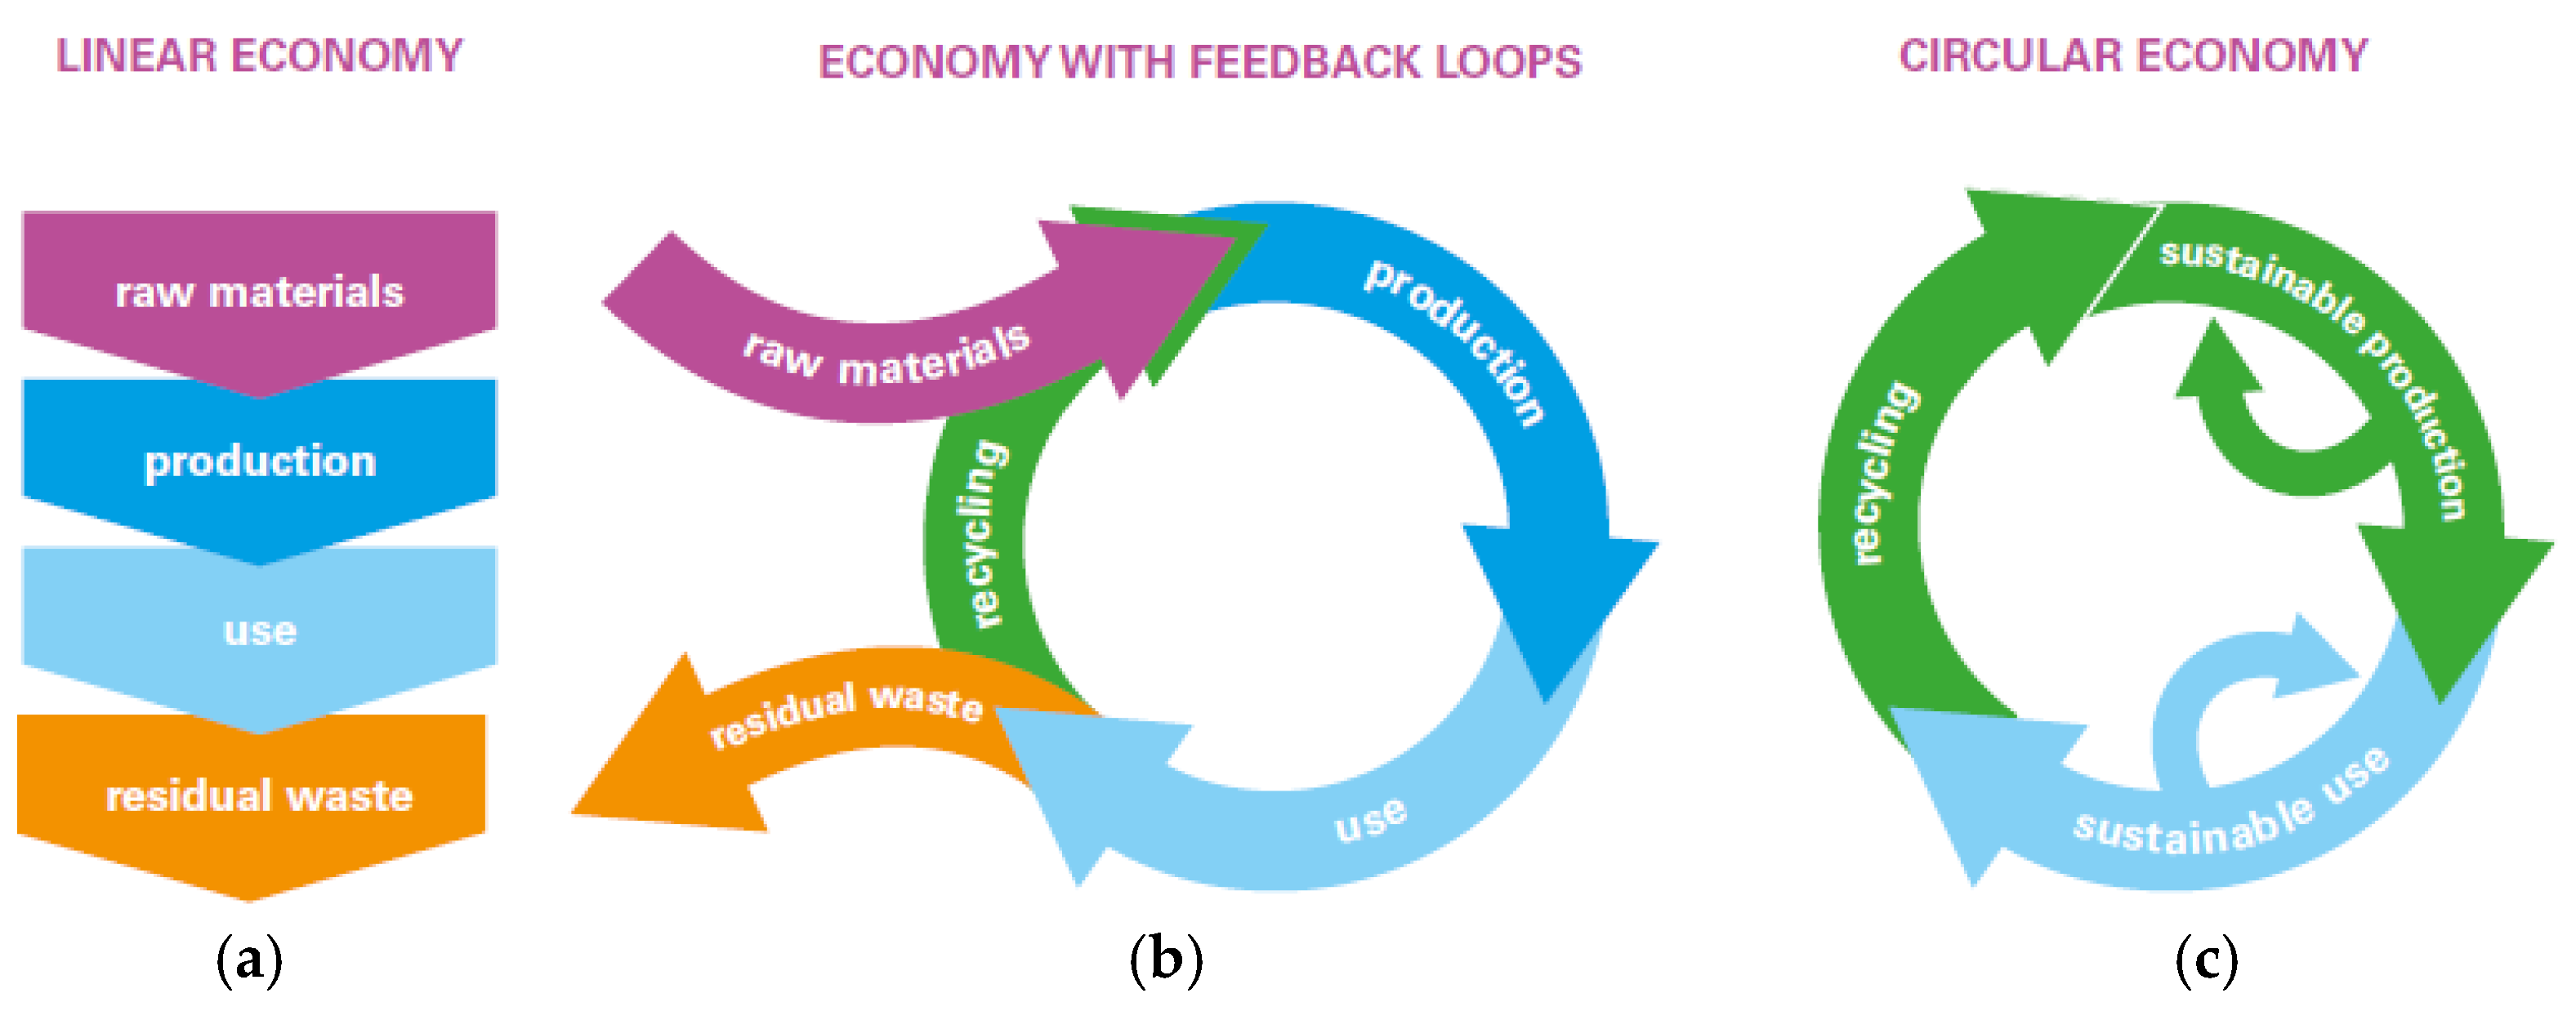 LINEAR ECONOMY
raw materials
production
use
residual waste
(a)
ECONOMY WITH FEEDBACK LOOPS
raw materials
production
recycling
residual waste
use
(b)
CIRCULAR ECONOMY
sustainable production
recycling
sustainable use
(c)